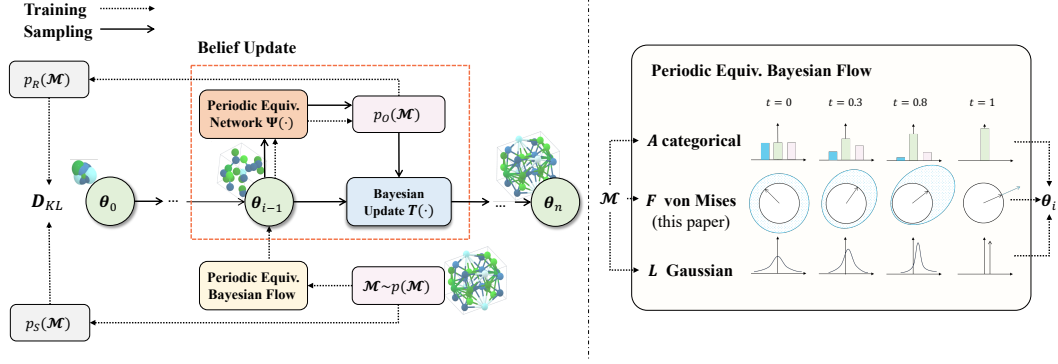 Training
Sampling
Belief Update
p_R(𝓜)
Periodic Equiv.
Network Ψ(·)
p_O(𝓜)
D_KL
θ_0
...
θ_{i−1}
Bayesian
Update T(·)
...
θ_n
Periodic Equiv.
Bayesian Flow
𝓜~p(𝓜)
p_S(𝓜)
Periodic Equiv. Bayesian Flow
t = 0
t = 0.3
t = 0.8
t = 1
A categorical
𝓜
F von Mises
(this paper)
θ_i
L Gaussian